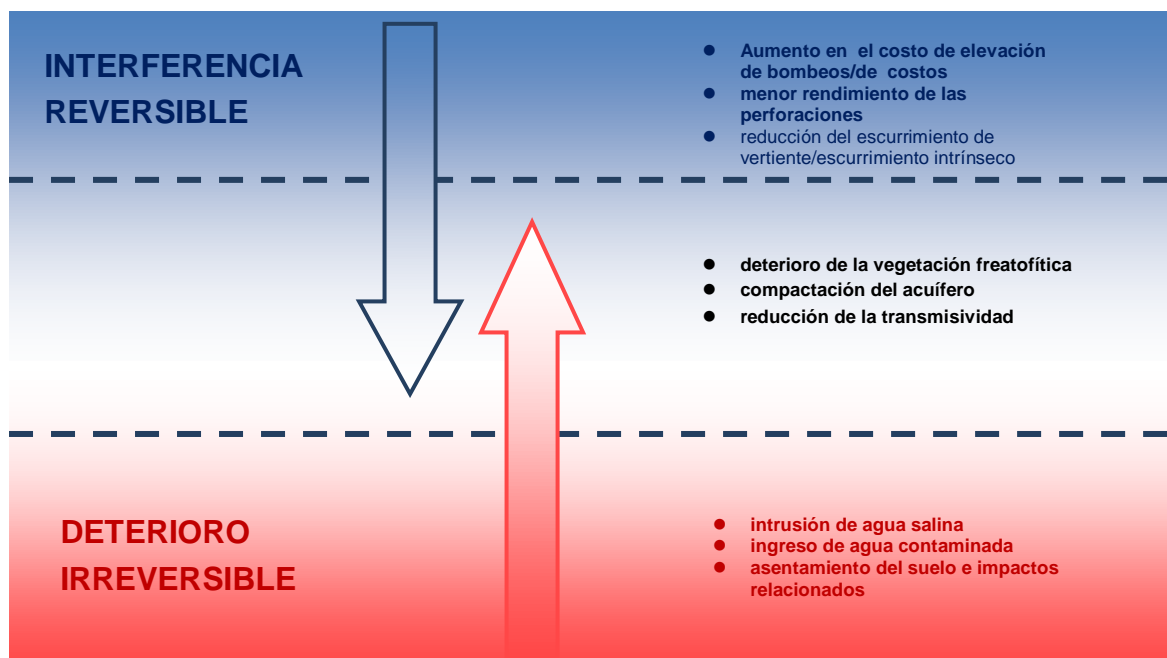 INTERFERENCIA
REVERSIBLE
● Aumento en el costo de elevación
de bombeos/de costos
● menor rendimiento de las
perforaciones
● reducción del escurrimiento de
vertiente/escurrimiento intrínseco
● deterioro de la vegetación freatofítica
● compactación del acuífero
● reducción de la transmisividad
DETERIORO
IRREVERSIBLE
● intrusión de agua salina
● ingreso de agua contaminada
● asentamiento del suelo e impactos
relacionados